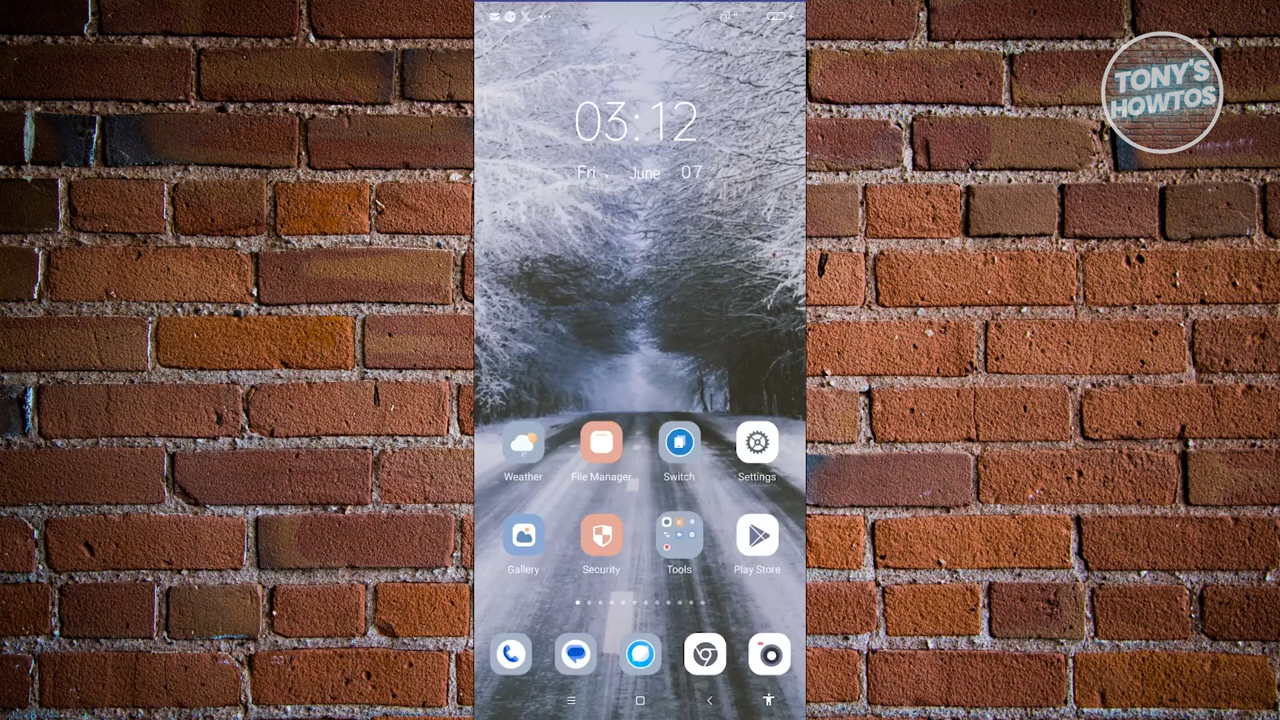 TONY'S
HOWTOS
03:12
Fri , June 07
Weather
File Manager
Switch
Settings
Gallery
Security
Tools
Play Store